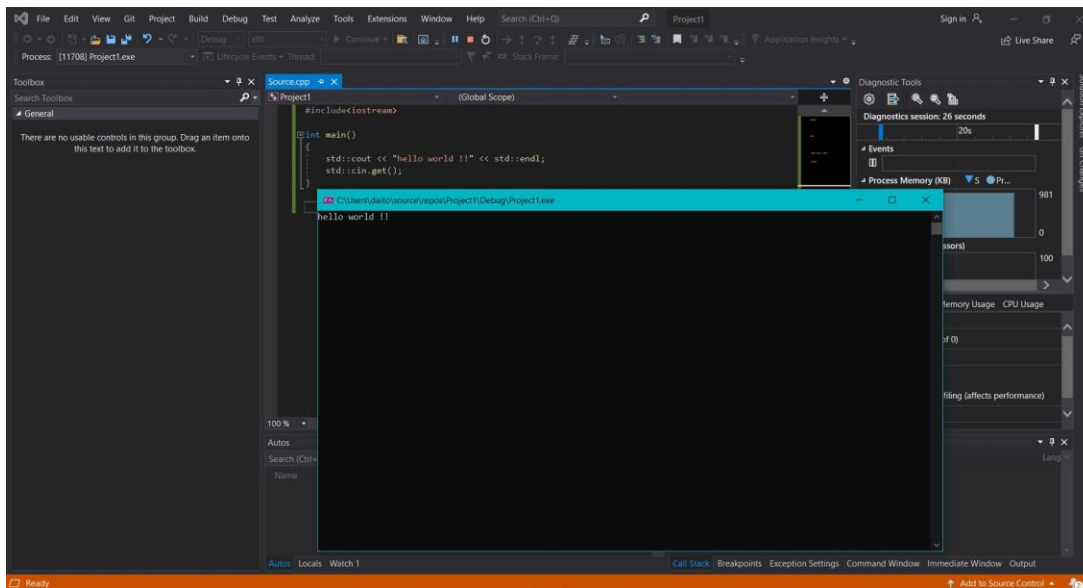 File Edit View Git Project Build Debug Test Analyze Tools Extensions Window Help Search (Ctrl+Q) Project1 Sign in
Debug x86 Continue Application Insights Live Share
Process: [11708] Project1.exe Lifecycle Events Thread: Stack Frame:
Toolbox Source.cpp Diagnostic Tools
Search Toolbox Project1 (Global Scope)
General
There are no usable controls in this group. Drag an item onto
this text to add it to the toolbox.
#include<iostream>
int main()
{
std::cout << "hello world !!" << std::endl;
std::cin.get();
}
Diagnostics session: 26 seconds
20s
Events
Process Memory (KB) S Pr...
981
0
ssors)
100
C:\Users\daito\source\repos\Project1\Debug\Project1.exe
hello world !!
Memory Usage CPU Usage
of 0)
filing (affects performance)
100 %
Autos
Search (Ctrl+
Name
Lang
Autos Locals Watch 1 Call Stack Breakpoints Exception Settings Command Window Immediate Window Output
Ready Add to Source Control